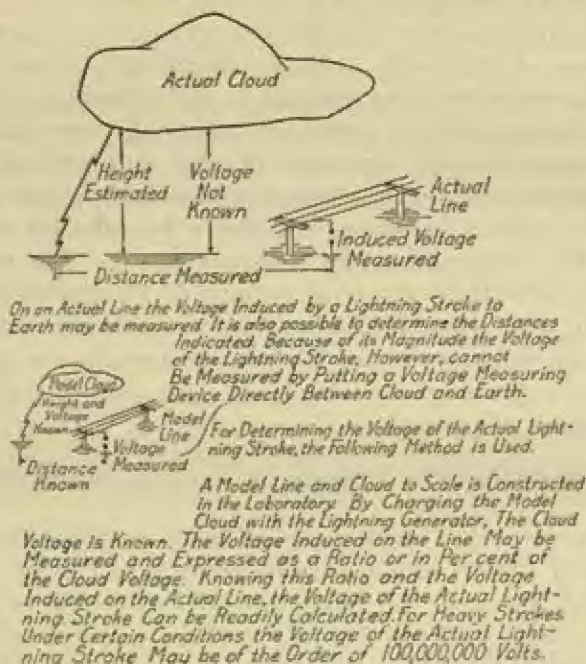 Actual Cloud
Height
Estimated
Voltage
Not
Known
Actual
Line
Induced Voltage
Measured
Distance Measured
On an Actual Line the Voltage Induced by a Lightning Stroke to
Earth may be measured. It is also possible to determine the Distances
Indicated. Because of its Magnitude the Voltage
of the Lightning Stroke, However, cannot
Be Measured by Putting a Voltage Measuring
Device Directly Between Cloud and Earth.
Model Cloud
Height and
Voltage
Known
Model
Line
Voltage
Measured
Distance
Known
For Determining the Voltage of the Actual Light-
ning Stroke, the Following Method is Used.
A Model Line and Cloud to Scale is Constructed
in the Laboratory. By Charging the Model
Cloud with the Lightning Generator, The Cloud
Voltage is Known. The Voltage Induced on the Line May be
Measured and Expressed as a Ratio or in Per cent of
the Cloud Voltage. Knowing this Ratio and the Voltage
Induced on the Actual Line, the Voltage of the Actual Light-
ning Stroke Can be Readily Calculated. For Heavy Strokes
Under Certain Conditions the Voltage of the Actual Light-
ning Stroke May be of the Order of 100,000,000 Volts.